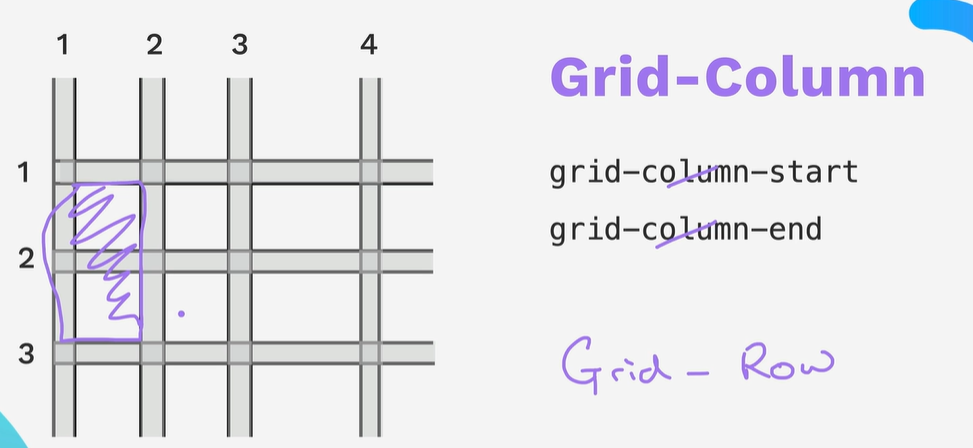 1 2 3 4
1
2
3
Grid-Column
grid-column-start
grid-column-end
Grid - Row